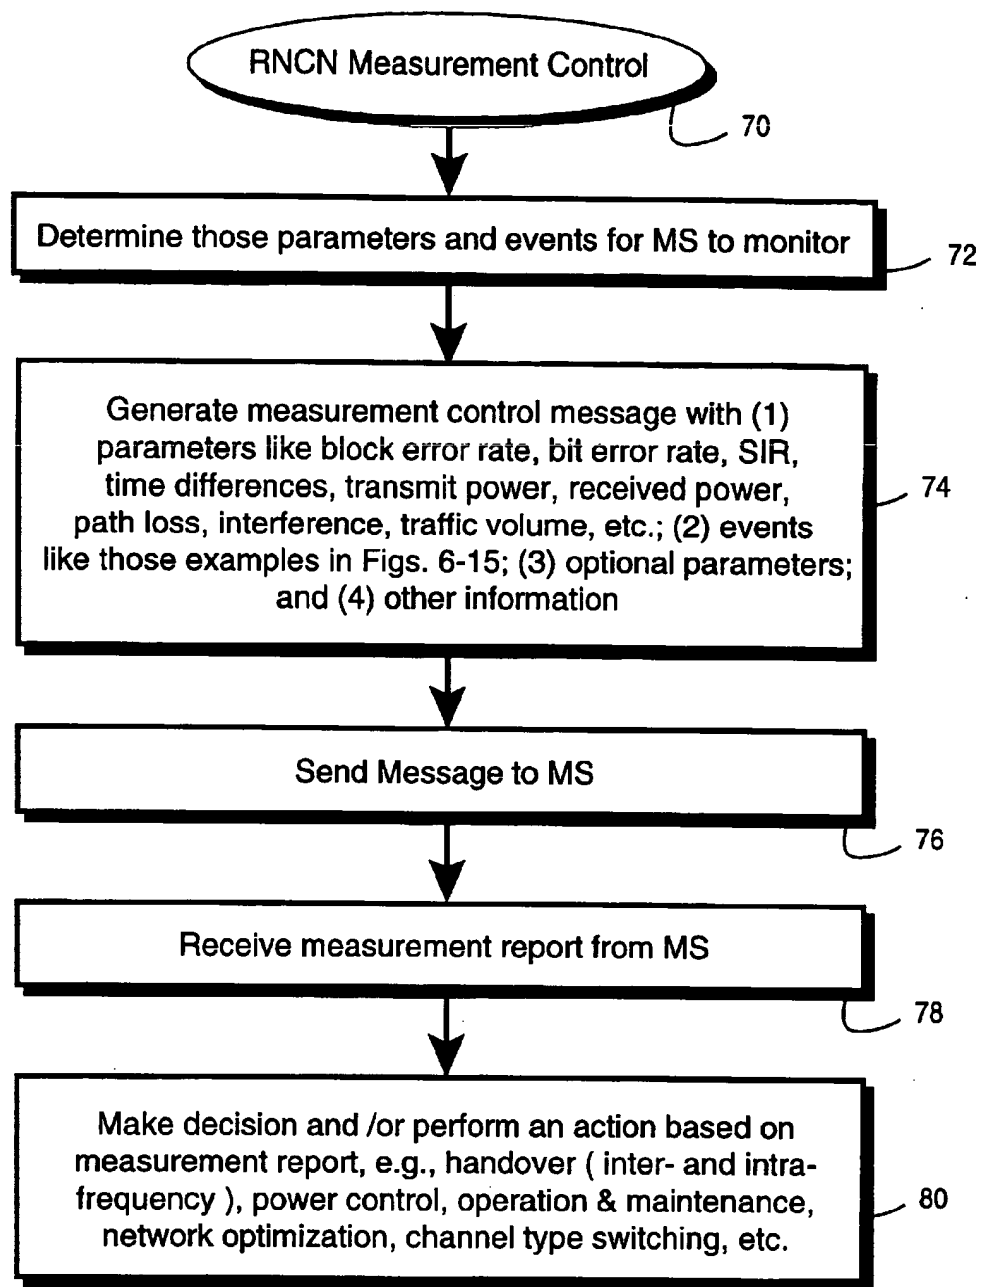 RNCN Measurement Control
70
Determine those parameters and events for MS to monitor
72
Generate measurement control message with (1)
parameters like block error rate, bit error rate, SIR,
time differences, transmit power, received power,
path loss, interference, traffic volume, etc.; (2) events
like those examples in Figs. 6-15; (3) optional parameters;
and (4) other information
74
Send Message to MS
76
Receive measurement report from MS
78
Make decision and /or perform an action based on
measurement report, e.g., handover ( inter- and intra-
frequency ), power control, operation & maintenance,
network optimization, channel type switching, etc.
80